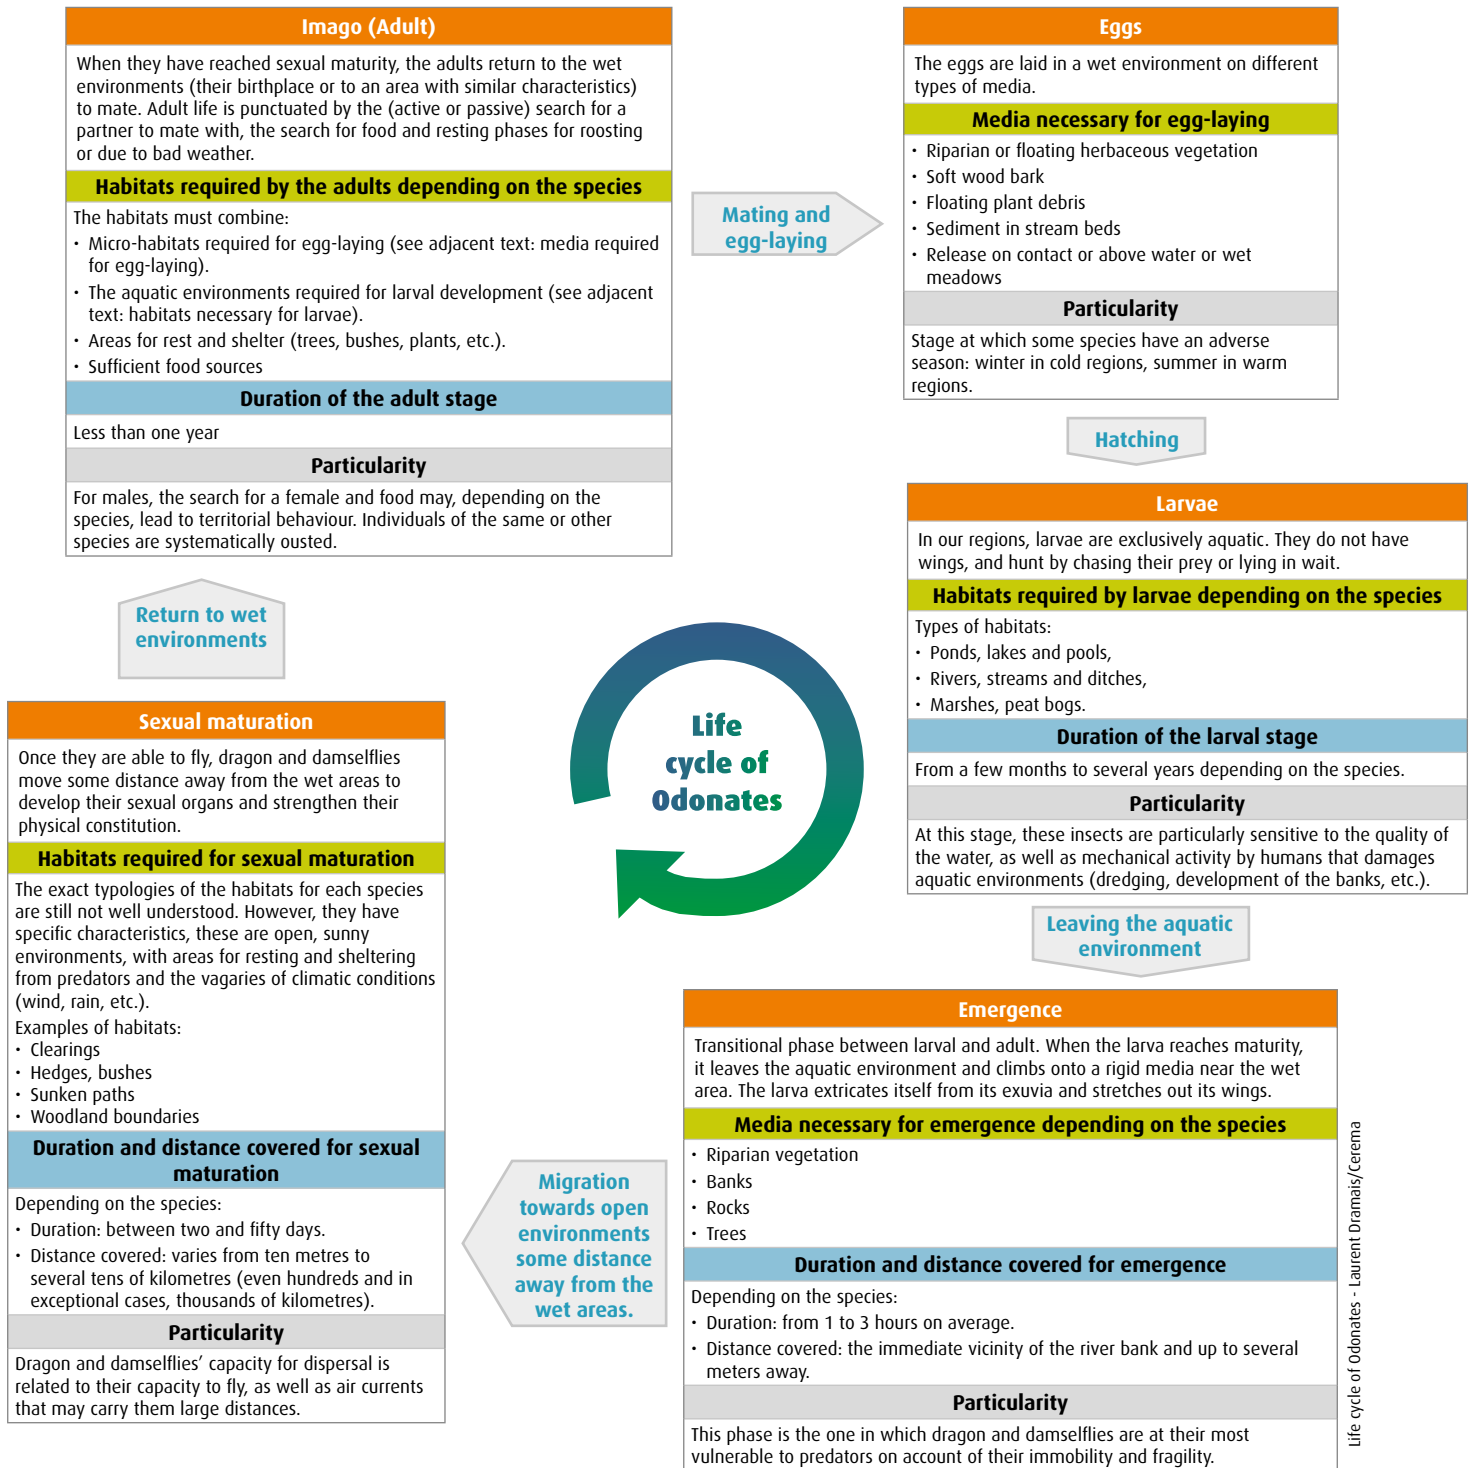 Imago (Adult)
When they have reached sexual maturity, the adults return to the wet
environments (their birthplace or to an area with similar characteristics)
to mate. Adult life is punctuated by the (active or passive) search for a
partner to mate with, the search for food and resting phases for roosting
or due to bad weather.
Habitats required by the adults depending on the species
The habitats must combine:
• Micro-habitats required for egg-laying (see adjacent text: media required
for egg-laying).
• The aquatic environments required for larval development (see adjacent
text: habitats necessary for larvae).
• Areas for rest and shelter (trees, bushes, plants, etc.).
• Sufficient food sources
Duration of the adult stage
Less than one year
Particularity
For males, the search for a female and food may, depending on the
species, lead to territorial behaviour. Individuals of the same or other
species are systematically ousted.
Mating and
egg-laying
Eggs
The eggs are laid in a wet environment on different
types of media.
Media necessary for egg-laying
• Riparian or floating herbaceous vegetation
• Soft wood bark
• Floating plant debris
• Sediment in stream beds
• Release on contact or above water or wet
meadows
Particularity
Stage at which some species have an adverse
season: winter in cold regions, summer in warm
regions.
Hatching
Larvae
In our regions, larvae are exclusively aquatic. They do not have
wings, and hunt by chasing their prey or lying in wait.
Habitats required by larvae depending on the species
Types of habitats:
• Ponds, lakes and pools,
• Rivers, streams and ditches,
• Marshes, peat bogs.
Duration of the larval stage
From a few months to several years depending on the species.
Particularity
At this stage, these insects are particularly sensitive to the quality of
the water, as well as mechanical activity by humans that damages
aquatic environments (dredging, development of the banks, etc.).
Leaving the aquatic
environment
Emergence
Transitional phase between larval and adult. When the larva reaches maturity,
it leaves the aquatic environment and climbs onto a rigid media near the wet
area. The larva extricates itself from its exuvia and stretches out its wings.
Media necessary for emergence depending on the species
• Riparian vegetation
• Banks
• Rocks
• Trees
Duration and distance covered for emergence
Depending on the species:
• Duration: from 1 to 3 hours on average.
• Distance covered: the immediate vicinity of the river bank and up to several
meters away.
Particularity
This phase is the one in which dragon and damselflies are at their most
vulnerable to predators on account of their immobility and fragility.
Migration
towards open
environments
some distance
away from the
wet areas.
Sexual maturation
Once they are able to fly, dragon and damselflies
move some distance away from the wet areas to
develop their sexual organs and strengthen their
physical constitution.
Habitats required for sexual maturation
The exact typologies of the habitats for each species
are still not well understood. However, they have
specific characteristics, these are open, sunny
environments, with areas for resting and sheltering
from predators and the vagaries of climatic conditions
(wind, rain, etc.).
Examples of habitats:
• Clearings
• Hedges, bushes
• Sunken paths
• Woodland boundaries
Duration and distance covered for sexual
maturation
Depending on the species:
• Duration: between two and fifty days.
• Distance covered: varies from ten metres to
several tens of kilometres (even hundreds and in
exceptional cases, thousands of kilometres).
Particularity
Dragon and damselflies’ capacity for dispersal is
related to their capacity to fly, as well as air currents
that may carry them large distances.
Return to wet
environments
Life
cycle of
Odonates
Life cycle of Odonates - Laurent Dramais/Cerema